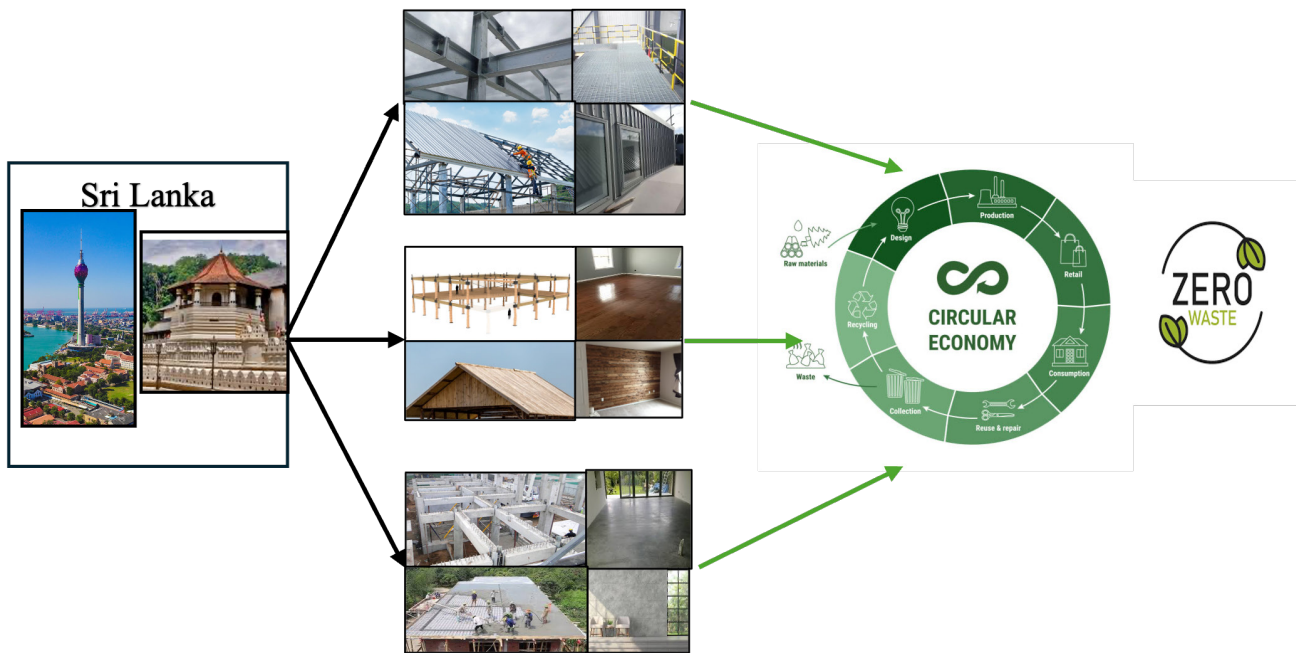 Sri Lanka
Raw materials
Design
Production
Retail
Consumption
Reuse & repair
Collection
Waste
Recycling
CIRCULAR
ECONOMY
ZERO
WASTE